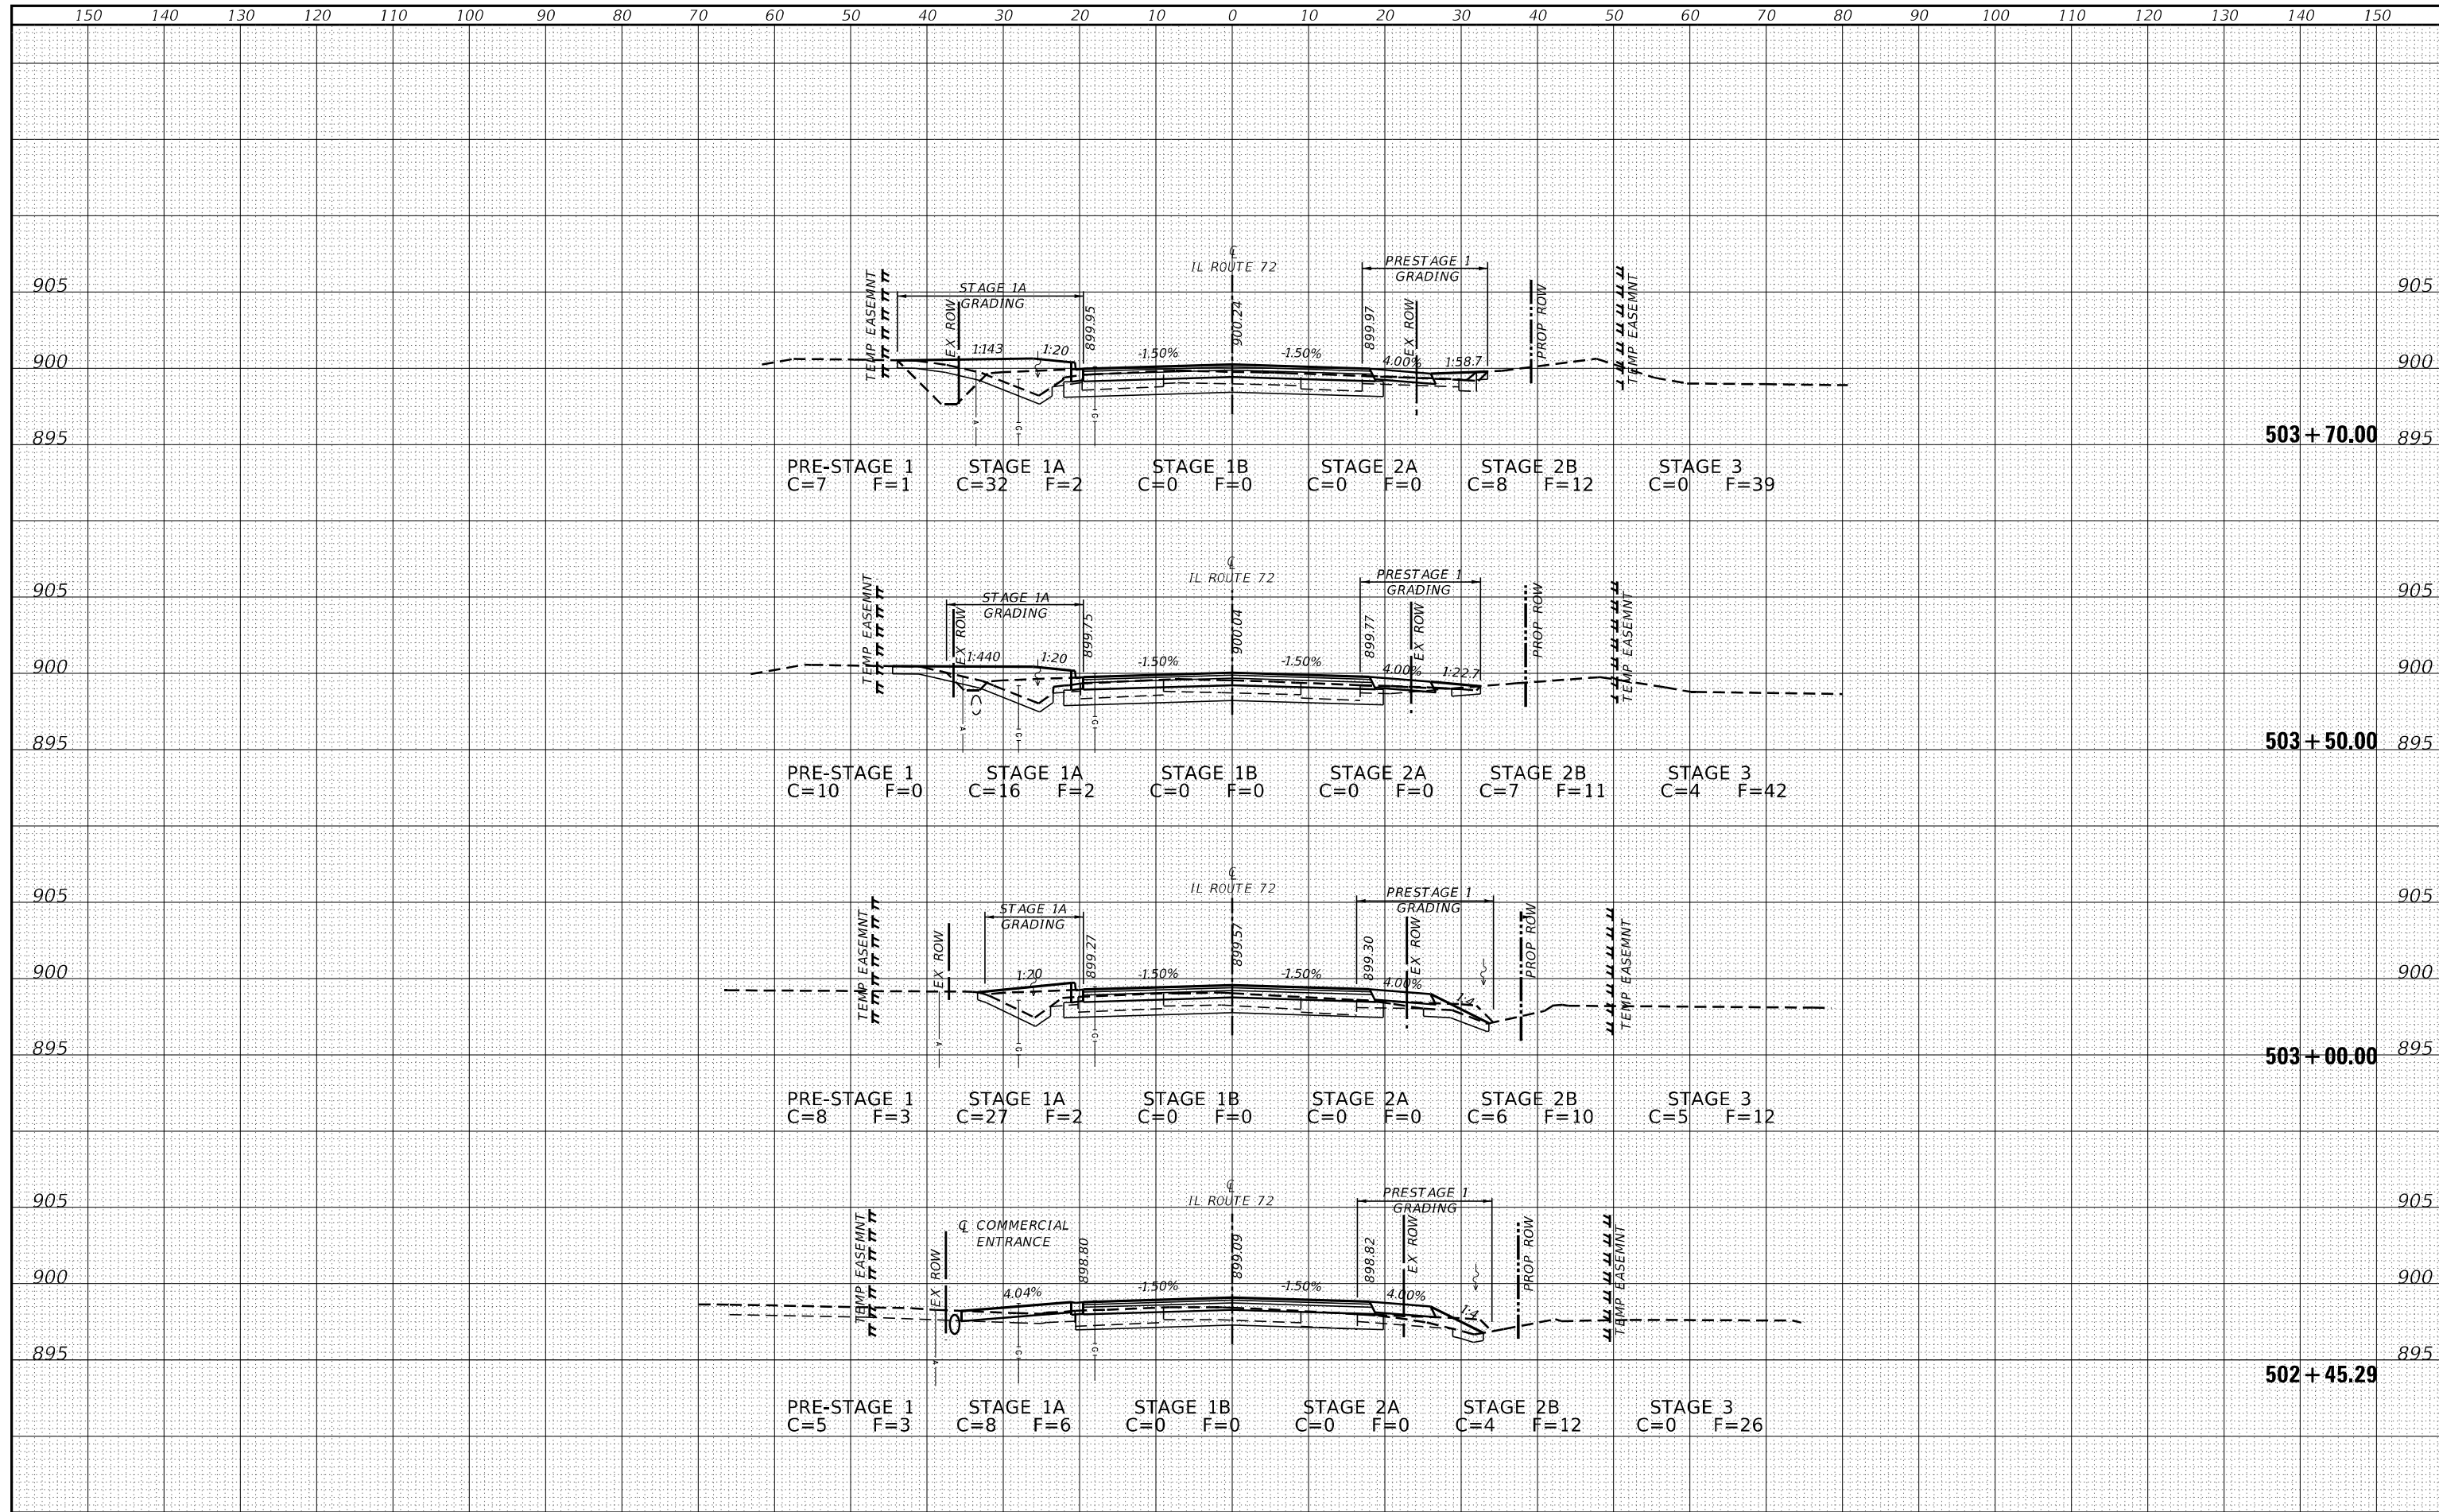 150 140 130 120 110 100 90 80 70 60 50 40 30 20 10 0 10 20 30 40 50 60 70 80 90 100 110 120 130 140 150
℄
IL ROUTE 72
PRESTAGE 1
GRADING
STAGE 1A
GRADING
905 905
TEMP EASEMNT
EX ROW
899.95
900.24
899.97
EX ROW
PROP ROW
TEMP EASEMNT
1:143 1:20 -1.50% -1.50% 4.00% 1:58.7
900 900
A G G
895 503+70.00 895
PRE-STAGE 1 STAGE 1A STAGE 1B STAGE 2A STAGE 2B STAGE 3
C=7 F=1 C=32 F=2 C=0 F=0 C=0 F=0 C=8 F=12 C=0 F=39
℄
IL ROUTE 72
PRESTAGE 1
GRADING
STAGE 1A
GRADING
905 905
TEMP EASEMNT
EX ROW
899.75
900.04
899.77
EX ROW
PROP ROW
TEMP EASEMNT
1:440 1:20 -1.50% -1.50% 4.00% 1:22.7
900 900
A G G
895 503+50.00 895
PRE-STAGE 1 STAGE 1A STAGE 1B STAGE 2A STAGE 2B STAGE 3
C=10 F=0 C=16 F=2 C=0 F=0 C=0 F=0 C=7 F=11 C=4 F=42
℄
IL ROUTE 72
PRESTAGE 1
GRADING
STAGE 1A
GRADING
905 905
TEMP EASEMNT
EX ROW
899.27
899.57
899.30
EX ROW
PROP ROW
TEMP EASEMNT
1:20 -1.50% -1.50% 4.00% 1:4
900 900
A G G
895 503+00.00 895
PRE-STAGE 1 STAGE 1A STAGE 1B STAGE 2A STAGE 2B STAGE 3
C=8 F=3 C=27 F=2 C=0 F=0 C=0 F=0 C=6 F=10 C=5 F=12
℄
IL ROUTE 72
PRESTAGE 1
GRADING
905 905
℄ COMMERCIAL
ENTRANCE
TEMP EASEMNT
EX ROW
898.80
899.09
898.82
EX ROW
PROP ROW
TEMP EASEMNT
4.04% -1.50% -1.50% 4.00% 1:4
900 900
A G G
895 895
502+45.29
PRE-STAGE 1 STAGE 1A STAGE 1B STAGE 2A STAGE 2B STAGE 3
C=5 F=3 C=8 F=6 C=0 F=0 C=0 F=0 C=4 F=12 C=0 F=26